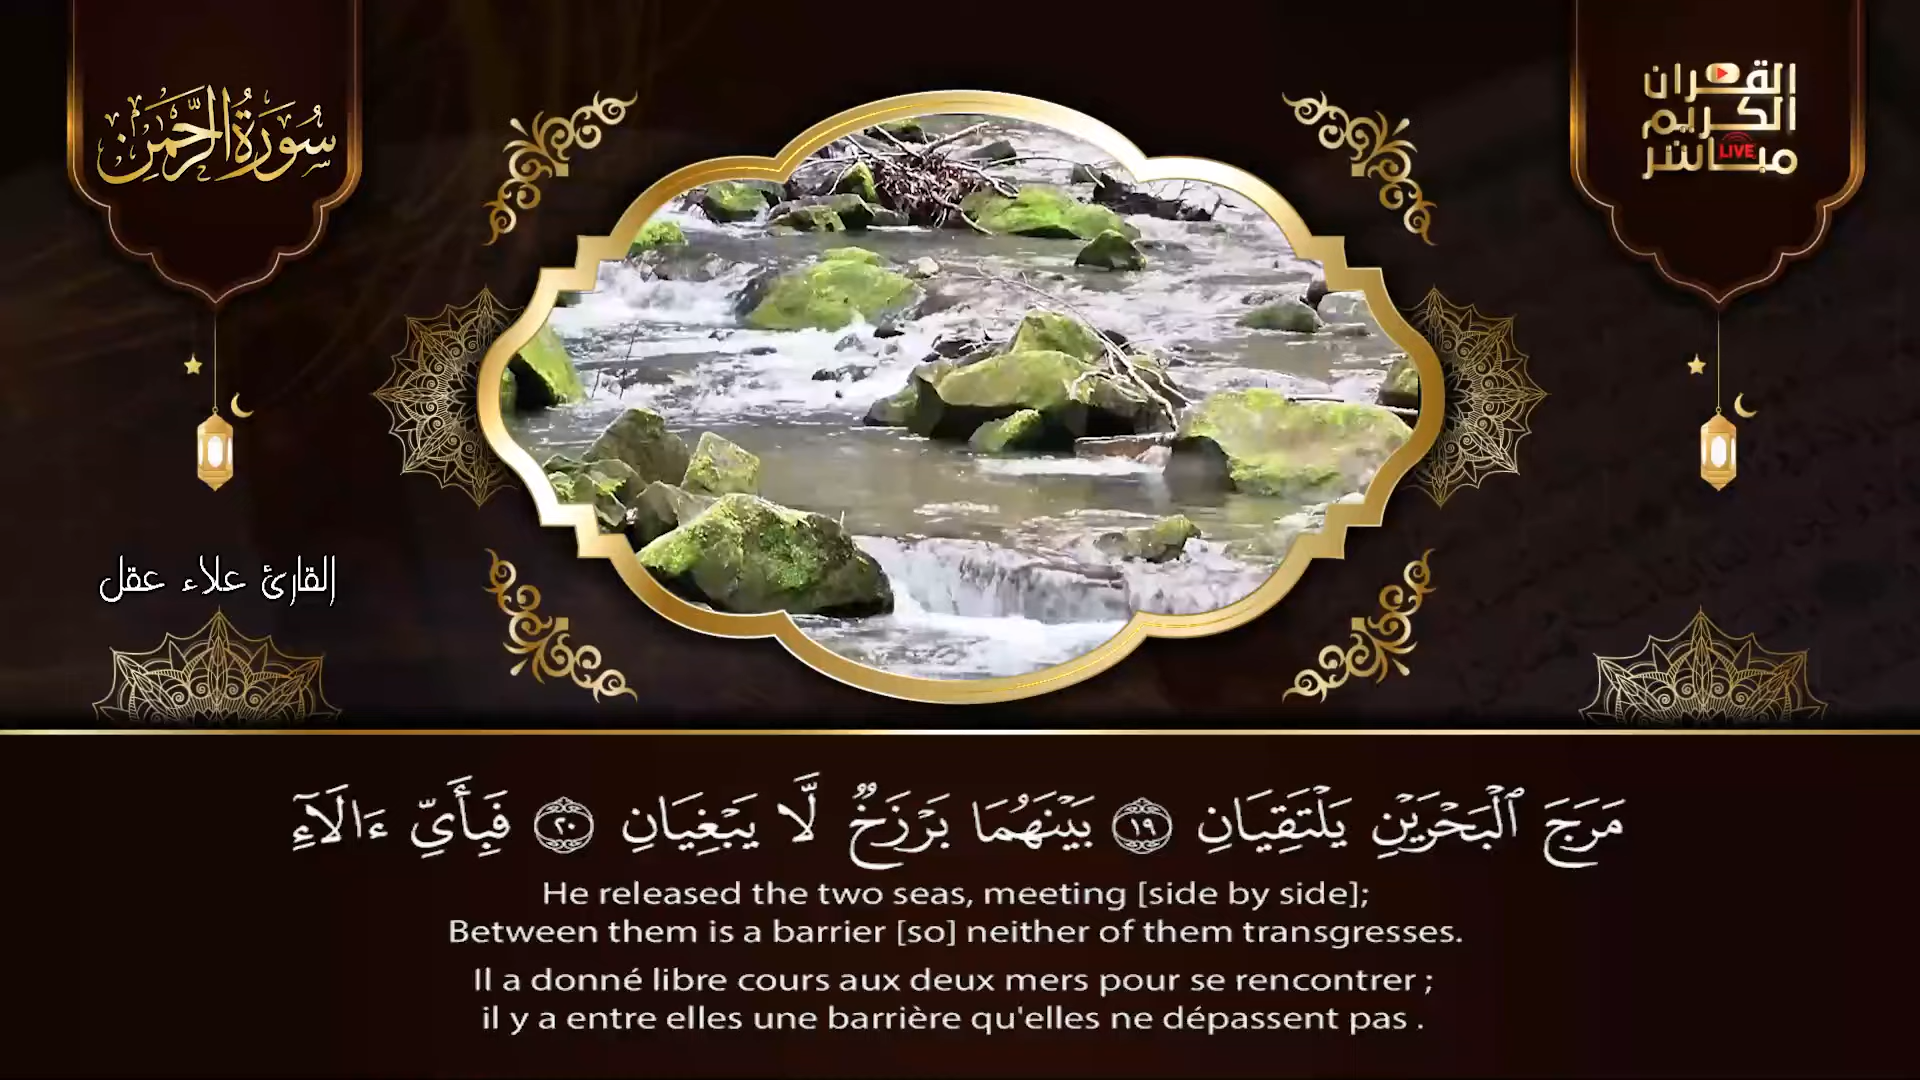 سُورَةُ الرَّحْمَٰن
القرآن
الكريم
مباشر
LIVE
القارئ علاء عقل
مَرَجَ ٱلْبَحْرَيْنِ يَلْتَقِيَانِ ١٩ بَيْنَهُمَا بَرْزَخٌ لَّا يَبْغِيَانِ ٢٠ فَبِأَيِّ ءَالَآءِ
He released the two seas, meeting [side by side];
Between them is a barrier [so] neither of them transgresses.
Il a donné libre cours aux deux mers pour se rencontrer ;
il y a entre elles une barrière qu'elles ne dépassent pas .